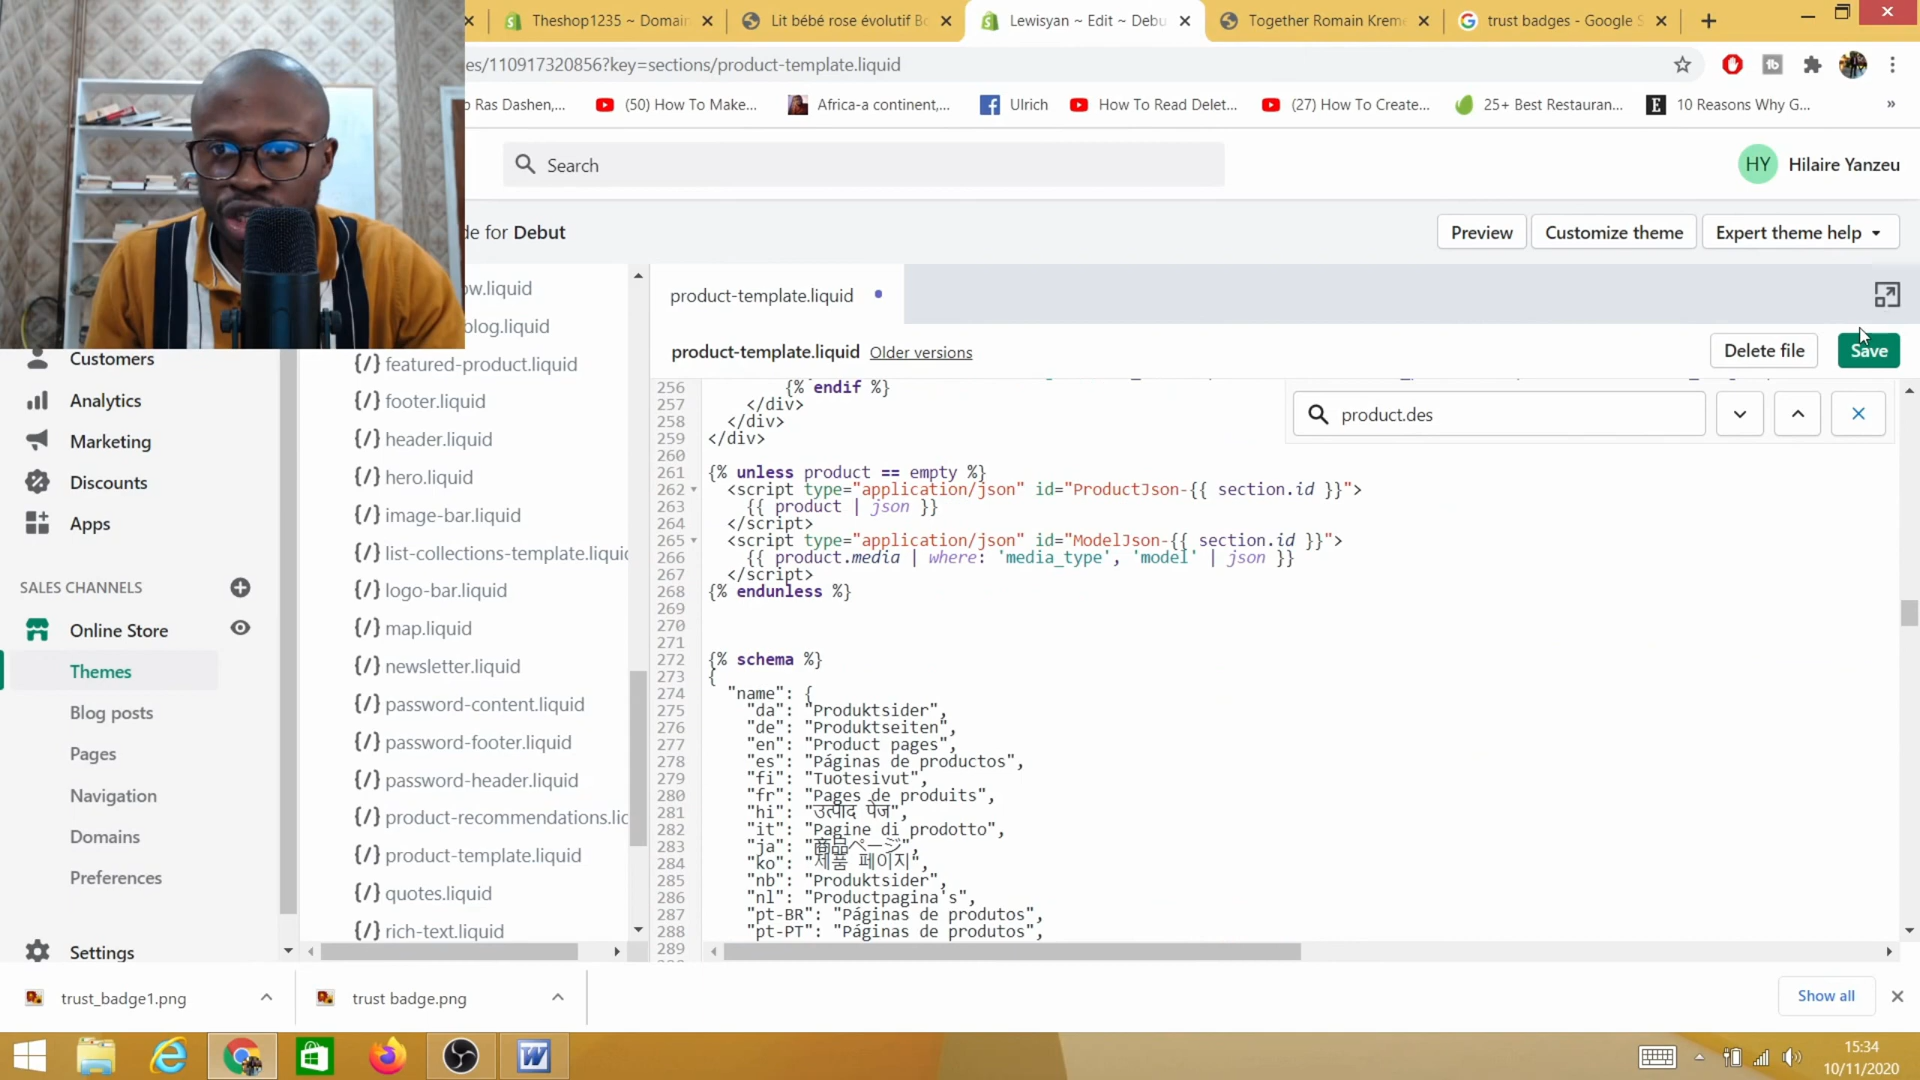 Theshop1235 ~ Domain
Lit bébé rose évolutif Bo
Lewisyan ~ Edit ~ Debu
Together Romain Kreme
trust badges - Google S
es/110917320856?key=sections/product-template.liquid
Ras Dashen,...
(50) How To Make...
Africa-a continent,...
Ulrich
How To Read Delet...
(27) How To Create...
25+ Best Restauran...
10 Reasons Why G...
»
Search
HY
Hilaire Yanzeu
de for Debut
Preview
Customize theme
Expert theme help
product-template.liquid
product-template.liquid
Older versions
Delete file
Save
product.des
Customers
Analytics
Marketing
Discounts
Apps
SALES CHANNELS
Online Store
Themes
Blog posts
Pages
Navigation
Domains
Preferences
Settings
ow.liquid
blog.liquid
{/} featured-product.liquid
{/} footer.liquid
{/} header.liquid
{/} hero.liquid
{/} image-bar.liquid
{/} list-collections-template.liquid
{/} logo-bar.liquid
{/} map.liquid
{/} newsletter.liquid
{/} password-content.liquid
{/} password-footer.liquid
{/} password-header.liquid
{/} product-recommendations.lic
{/} product-template.liquid
{/} quotes.liquid
{/} rich-text.liquid
256 {% endif %}
257 </div>
258 </div>
259 </div>
260
261 {% unless product == empty %}
262 <script type="application/json" id="ProductJson-{{ section.id }}">
263 {{ product | json }}
264 </script>
265 <script type="application/json" id="ModelJson-{{ section.id }}">
266 {{ product.media | where: 'media_type', 'model' | json }}
267 </script>
268 {% endunless %}
269
270
271
272 {% schema %}
273 {
274 "name": {
275 "da": "Produktsider",
276 "de": "Produktseiten",
277 "en": "Product pages",
278 "es": "Páginas de productos",
279 "fi": "Tuotesivut",
280 "fr": "Pages de produits",
281 "hi": "उत्पाद पेज",
282 "it": "Pagine di prodotto",
283 "ja": "商品ページ",
284 "ko": "제품 페이지",
285 "nb": "Produktsider",
286 "nl": "Productpagina's",
287 "pt-BR": "Páginas de produtos",
288 "pt-PT": "Páginas de produtos",
289
trust_badge1.png
trust badge.png
Show all
15:34
10/11/2020